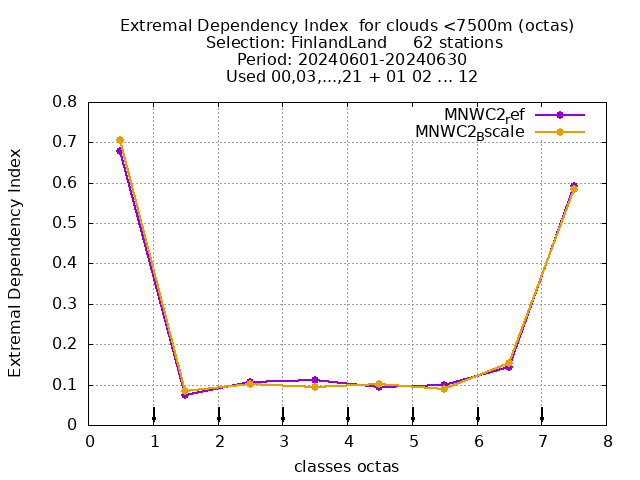 Extremal Dependency Index  for clouds <7500m (octas)
Selection: FinlandLand     62 stations
Period: 20240601-20240630
Used 00,03,...,21 + 01 02 ... 12
MNWC2ref
MNWC2Bscale
Extremal Dependency Index
0.8
0.7
0.6
0.5
0.4
0.3
0.2
0.1
0
0 1 2 3 4 5 6 7 8
classes octas